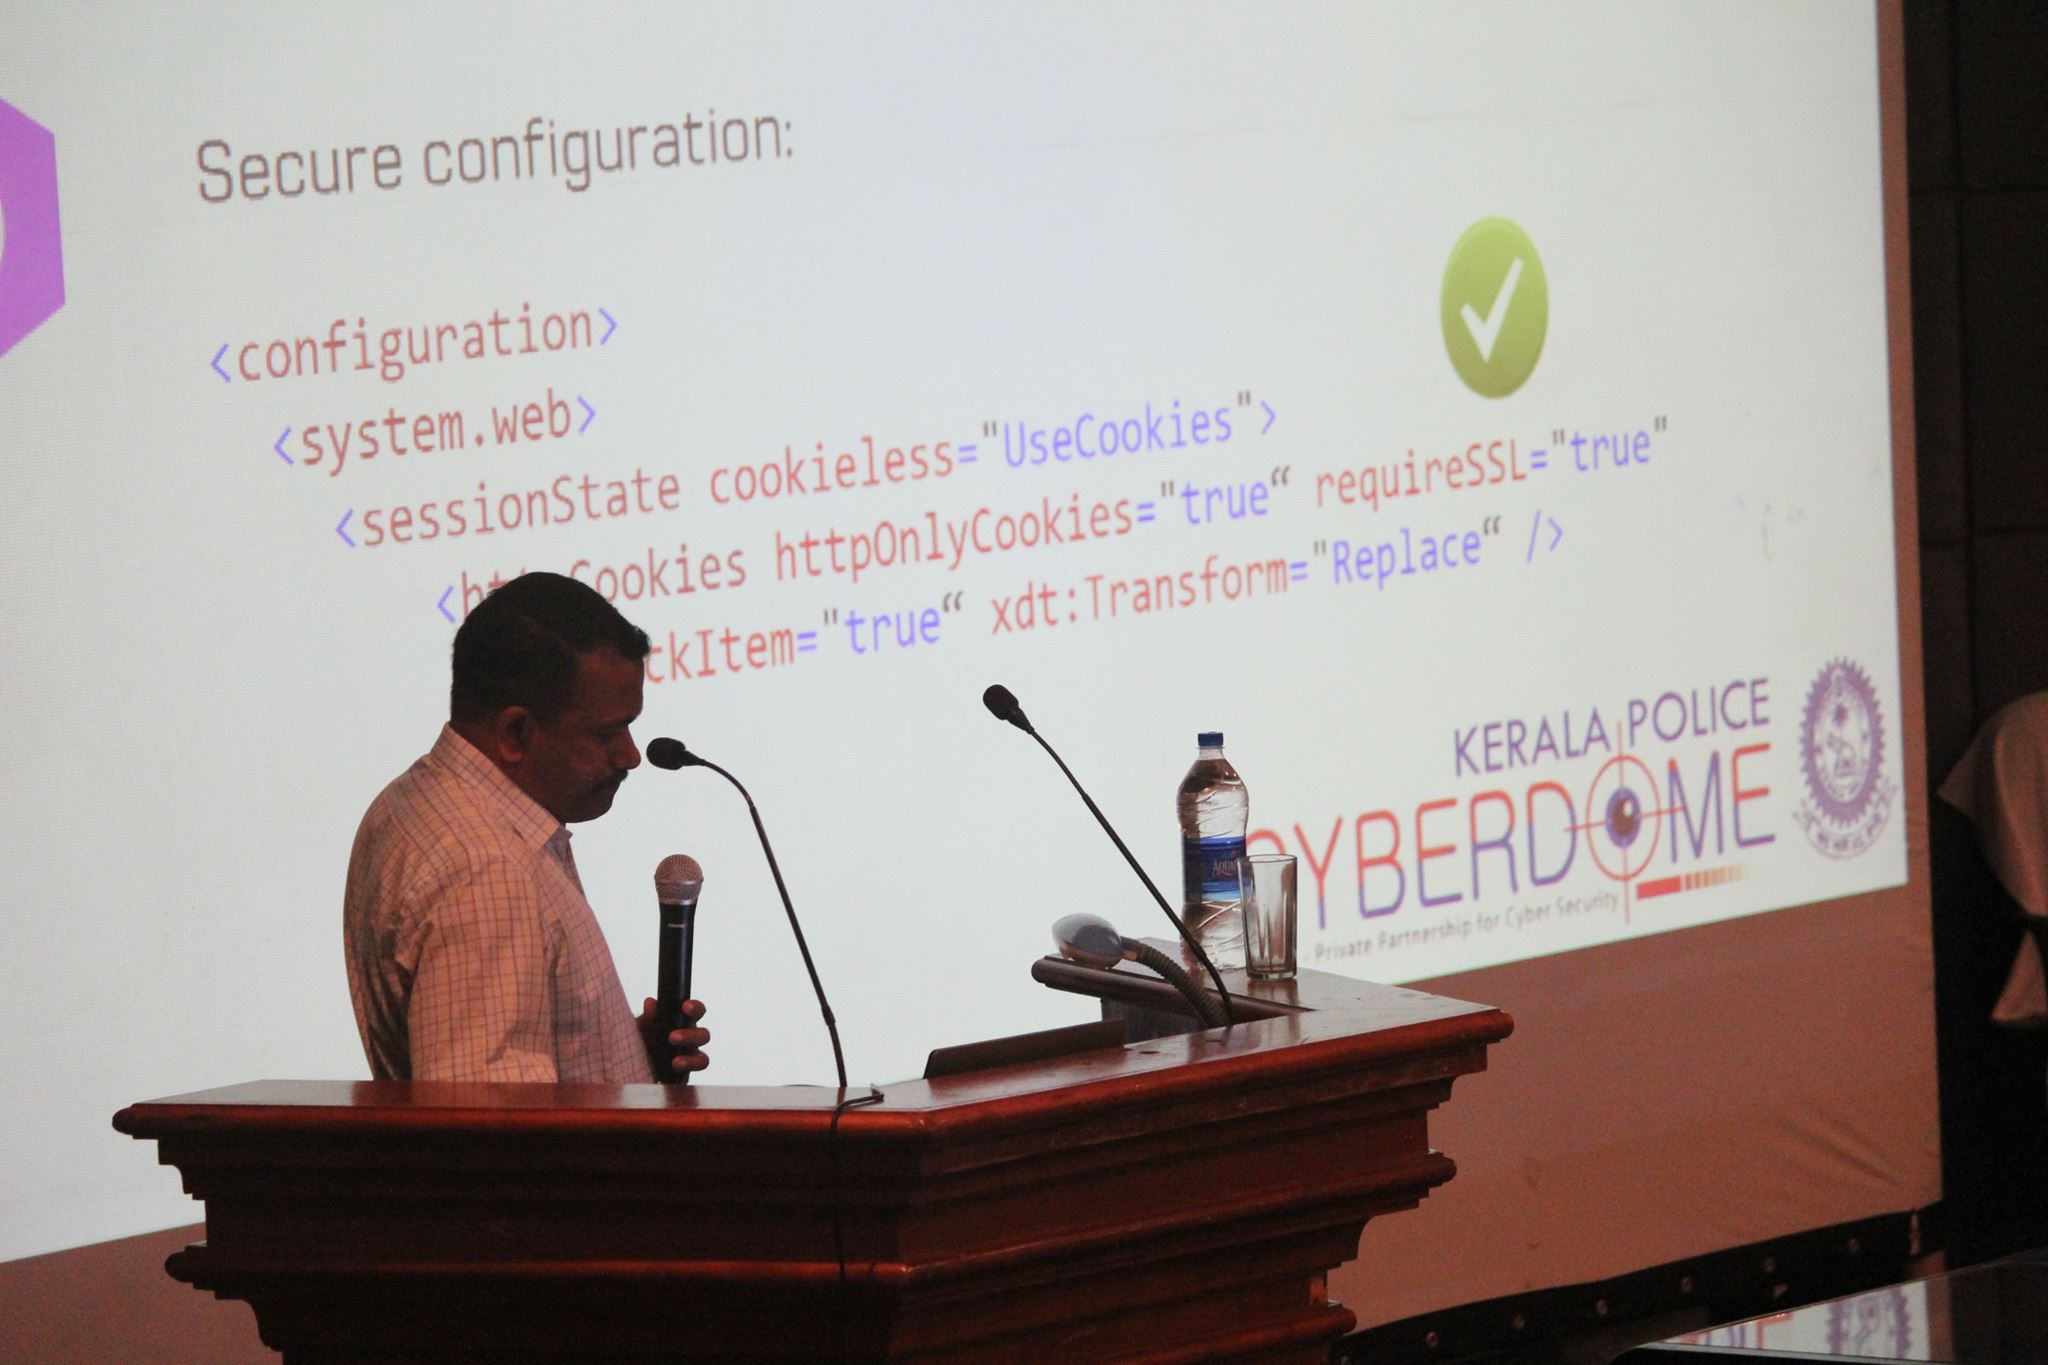 Secure configuration:
<configuration>
<system.web>
<sessionState cookieless="UseCookies">
Cookies httpOnlyCookies="true“ requireSSL="true"
ckItem="true“ xdt:Transform="Replace“ />
KERALA POLICE
CYBERDOME
Private Partnership for Cyber Security